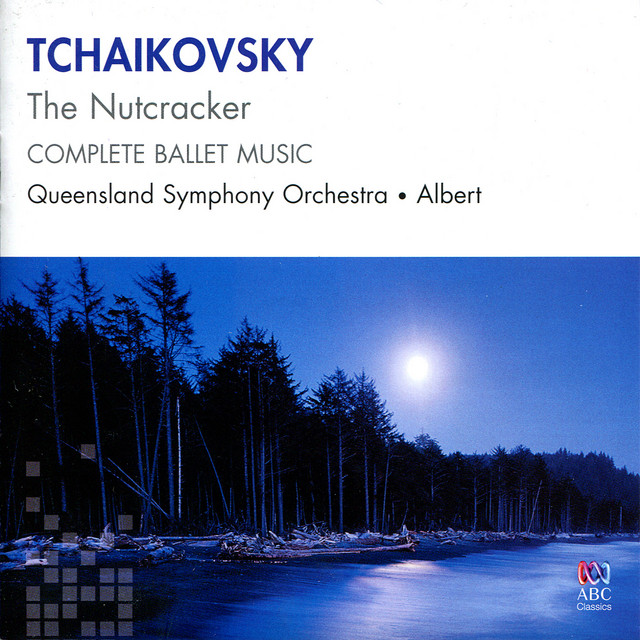 TCHAIKOVSKY
The Nutcracker
COMPLETE BALLET MUSIC
Queensland Symphony Orchestra • Albert
ABC
Classics